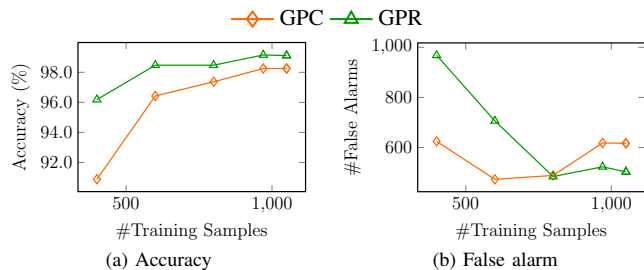 GPC GPR
Accuracy (%)
98.0
96.0
94.0
92.0
500
1,000
#Training Samples
(a) Accuracy
#False Alarms
1,000
800
600
500
1,000
#Training Samples
(b) False alarm